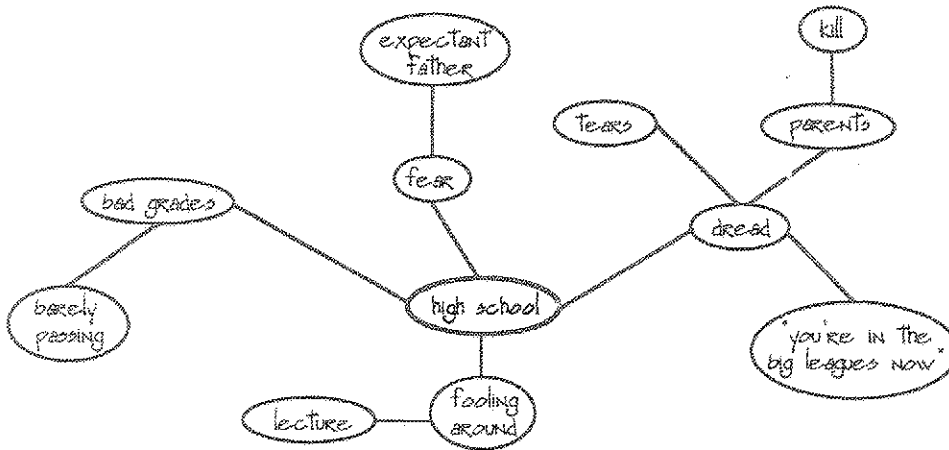 expectant
father
kill
tears
parents
fear
bad grades
dread
high school
barely
passing
"you're in the
big leagues now"
fooling
around
lecture